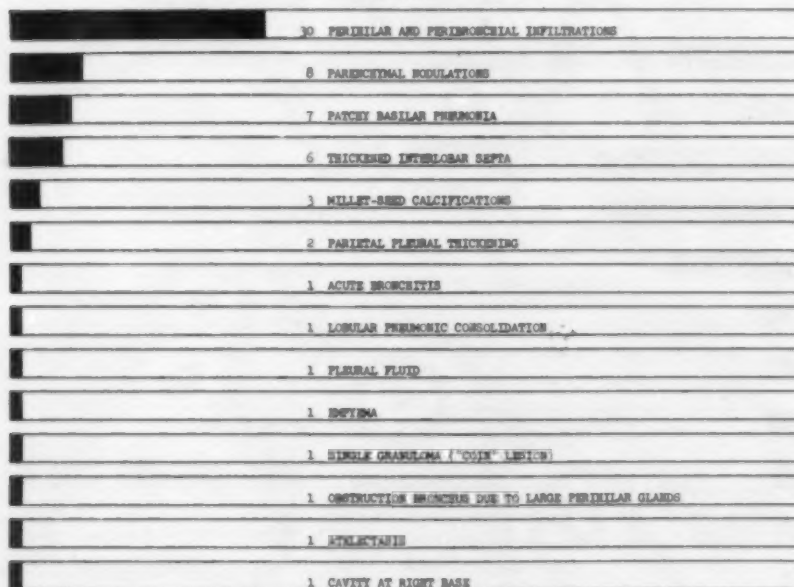 30 PERIHILAR AND PERIBRONCHIAL INFILTRATIONS
8 PARENCHYMAL NODULATIONS
7 PATCHY BASILAR PNEUMONIA
6 THICKENED INTERLOBAR SEPTA
3 MILLET-SEED CALCIFICATIONS
2 PARIETAL PLEURAL THICKENING
1 ACUTE BRONCHITIS
1 LOBULAR PNEUMONIC CONSOLIDATION
1 PLEURAL FLUID
1 EMPYEMA
1 SINGLE GRANULOMA ("COIN" LESION)
1 OBSTRUCTION BRONCHUS DUE TO LARGE PERIHILAR GLANDS
1 ATELECTASIS
1 CAVITY AT RIGHT BASE